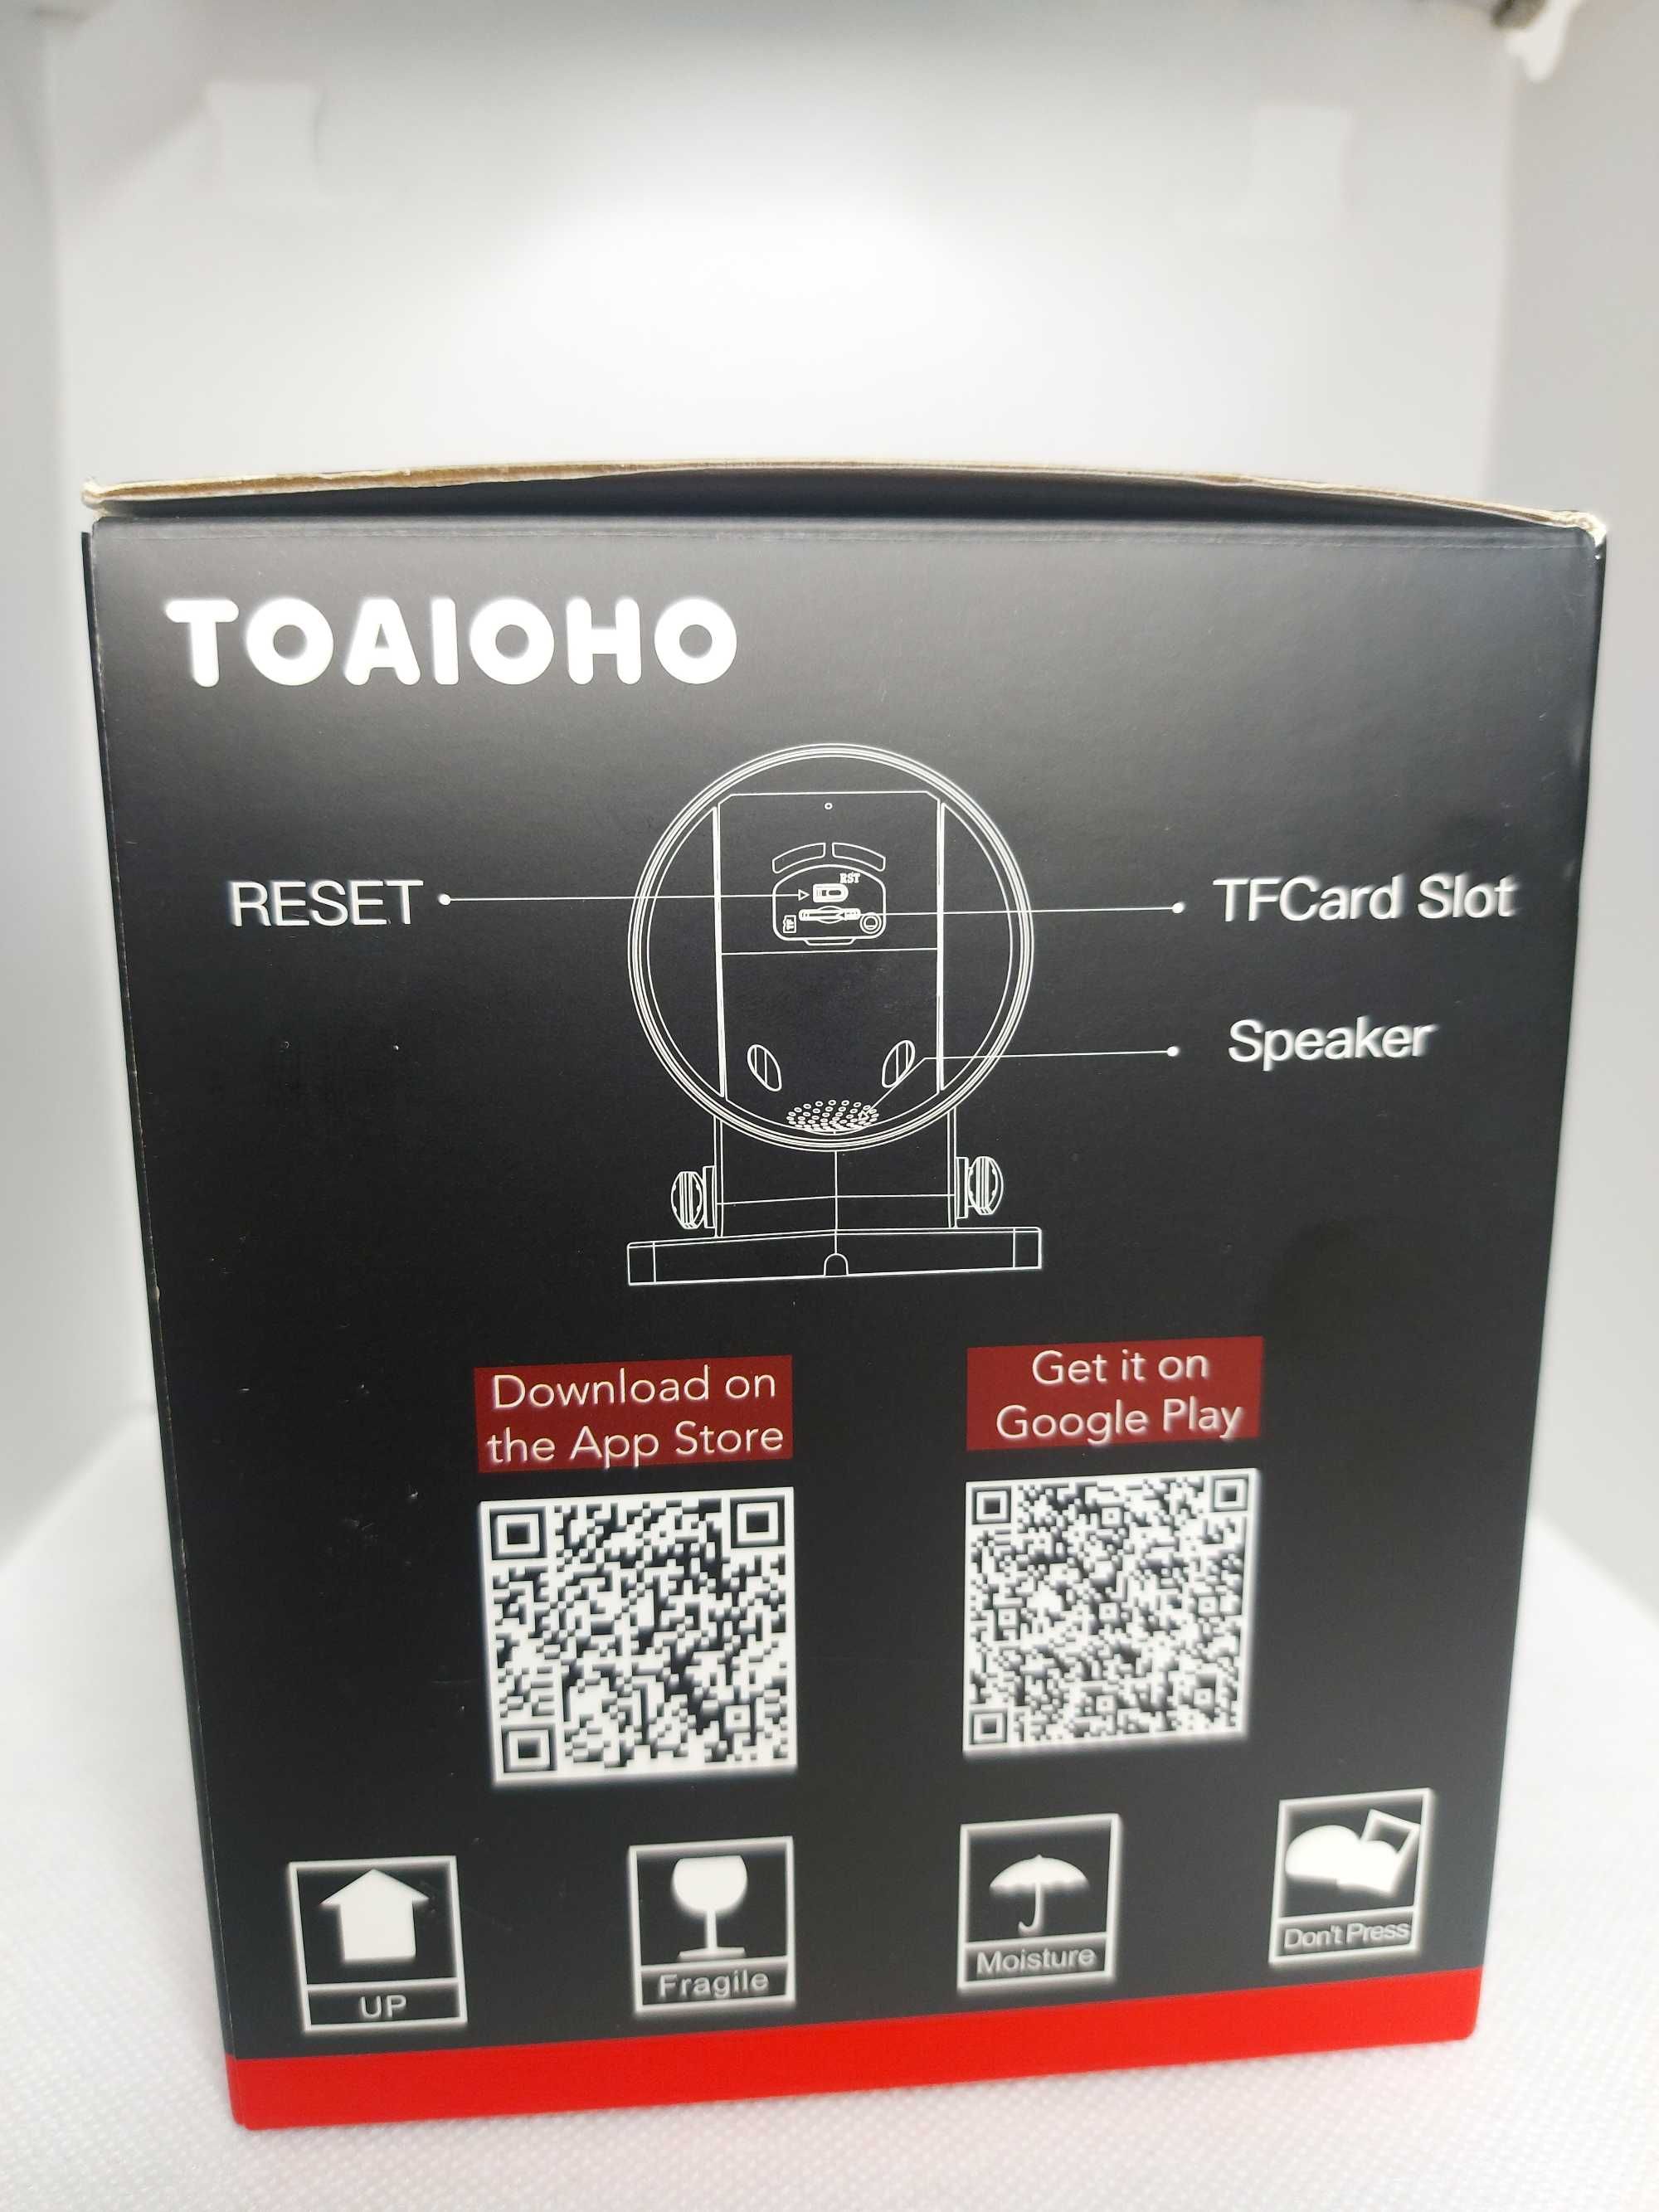 TOAIOHO
RST
RESET
TFCard Slot
Speaker
Download on
the App Store
Get it on
Google Play
UP
Fragile
Moisture
Don't Press